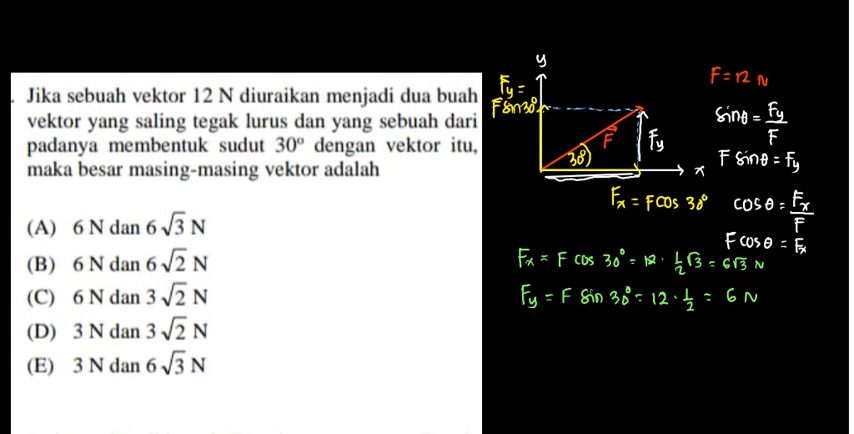 . Jika sebuah vektor 12 N diuraikan menjadi dua buah
vektor yang saling tegak lurus dan yang sebuah dari
padanya membentuk sudut 30° dengan vektor itu,
maka besar masing-masing vektor adalah
(A) 6 N dan 6√3 N
(B) 6 N dan 6√2 N
(C) 6 N dan 3√2 N
(D) 3 N dan 3√2 N
(E) 3 N dan 6√3 N
y
Fy =
F sin 30°
F
30°
Fy
x
Fx = F cos 30°
F = 12 N
sin θ = Fy/F
F sin θ = Fy
cos θ = Fx/F
F cos θ = Fx
Fx = F cos 30° = 12 · 1/2 √3 = 6√3 N
Fy = F sin 30° = 12 · 1/2 = 6 N